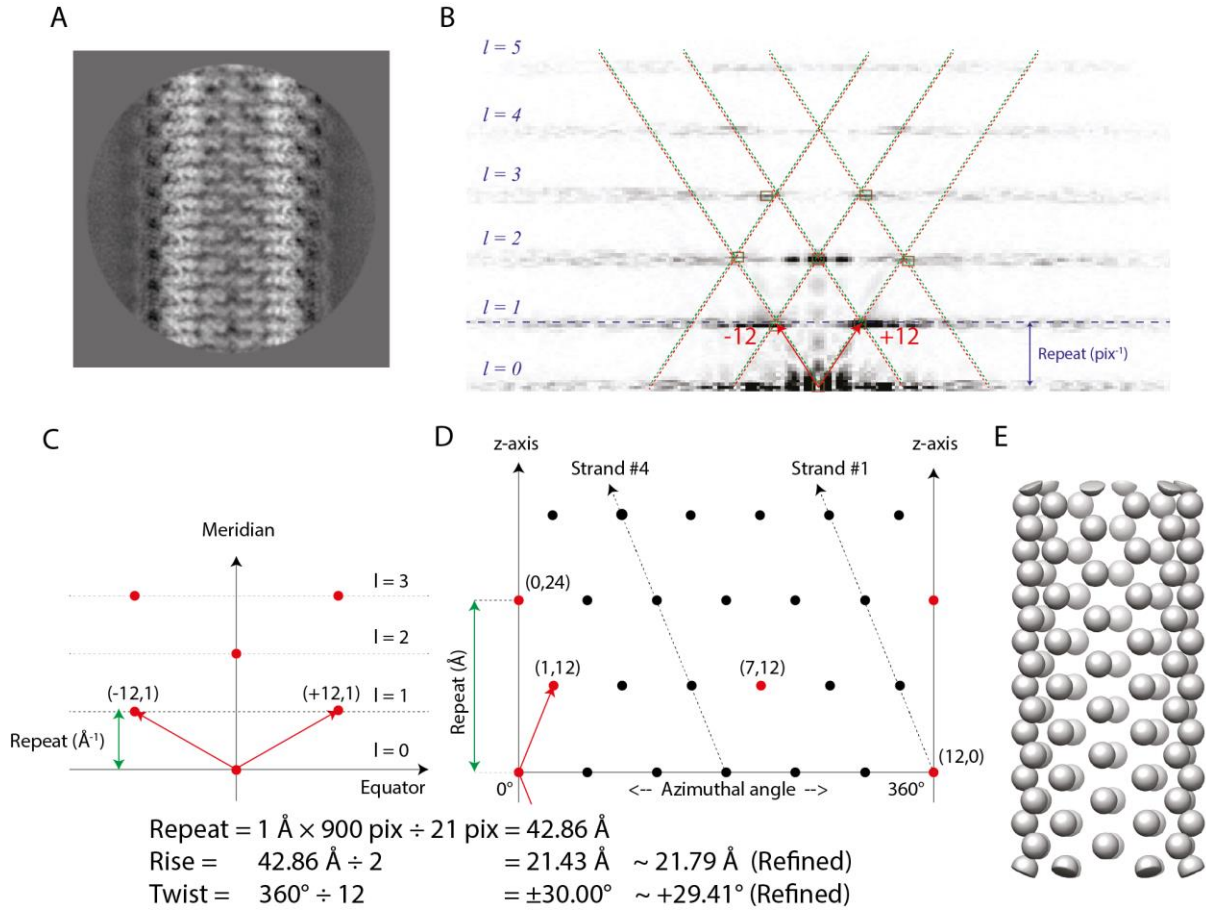 A
B
l = 5
l = 4
l = 3
l = 2
l = 1
l = 0
-12
+12
Repeat (pix⁻¹)
C
Meridian
l = 3
l = 2
(-12,1)
(+12,1)
l = 1
Repeat (Å⁻¹)
l = 0
Equator
D
z-axis
Strand #4
Strand #1
z-axis
(0,24)
Repeat (Å)
(1,12)
(7,12)
(12,0)
0°
<-- Azimuthal angle -->
360°
E
Repeat = 1 Å × 900 pix ÷ 21 pix = 42.86 Å
Rise = 42.86 Å ÷ 2 = 21.43 Å ~ 21.79 Å (Refined)
Twist = 360° ÷ 12 = ±30.00° ~ +29.41° (Refined)